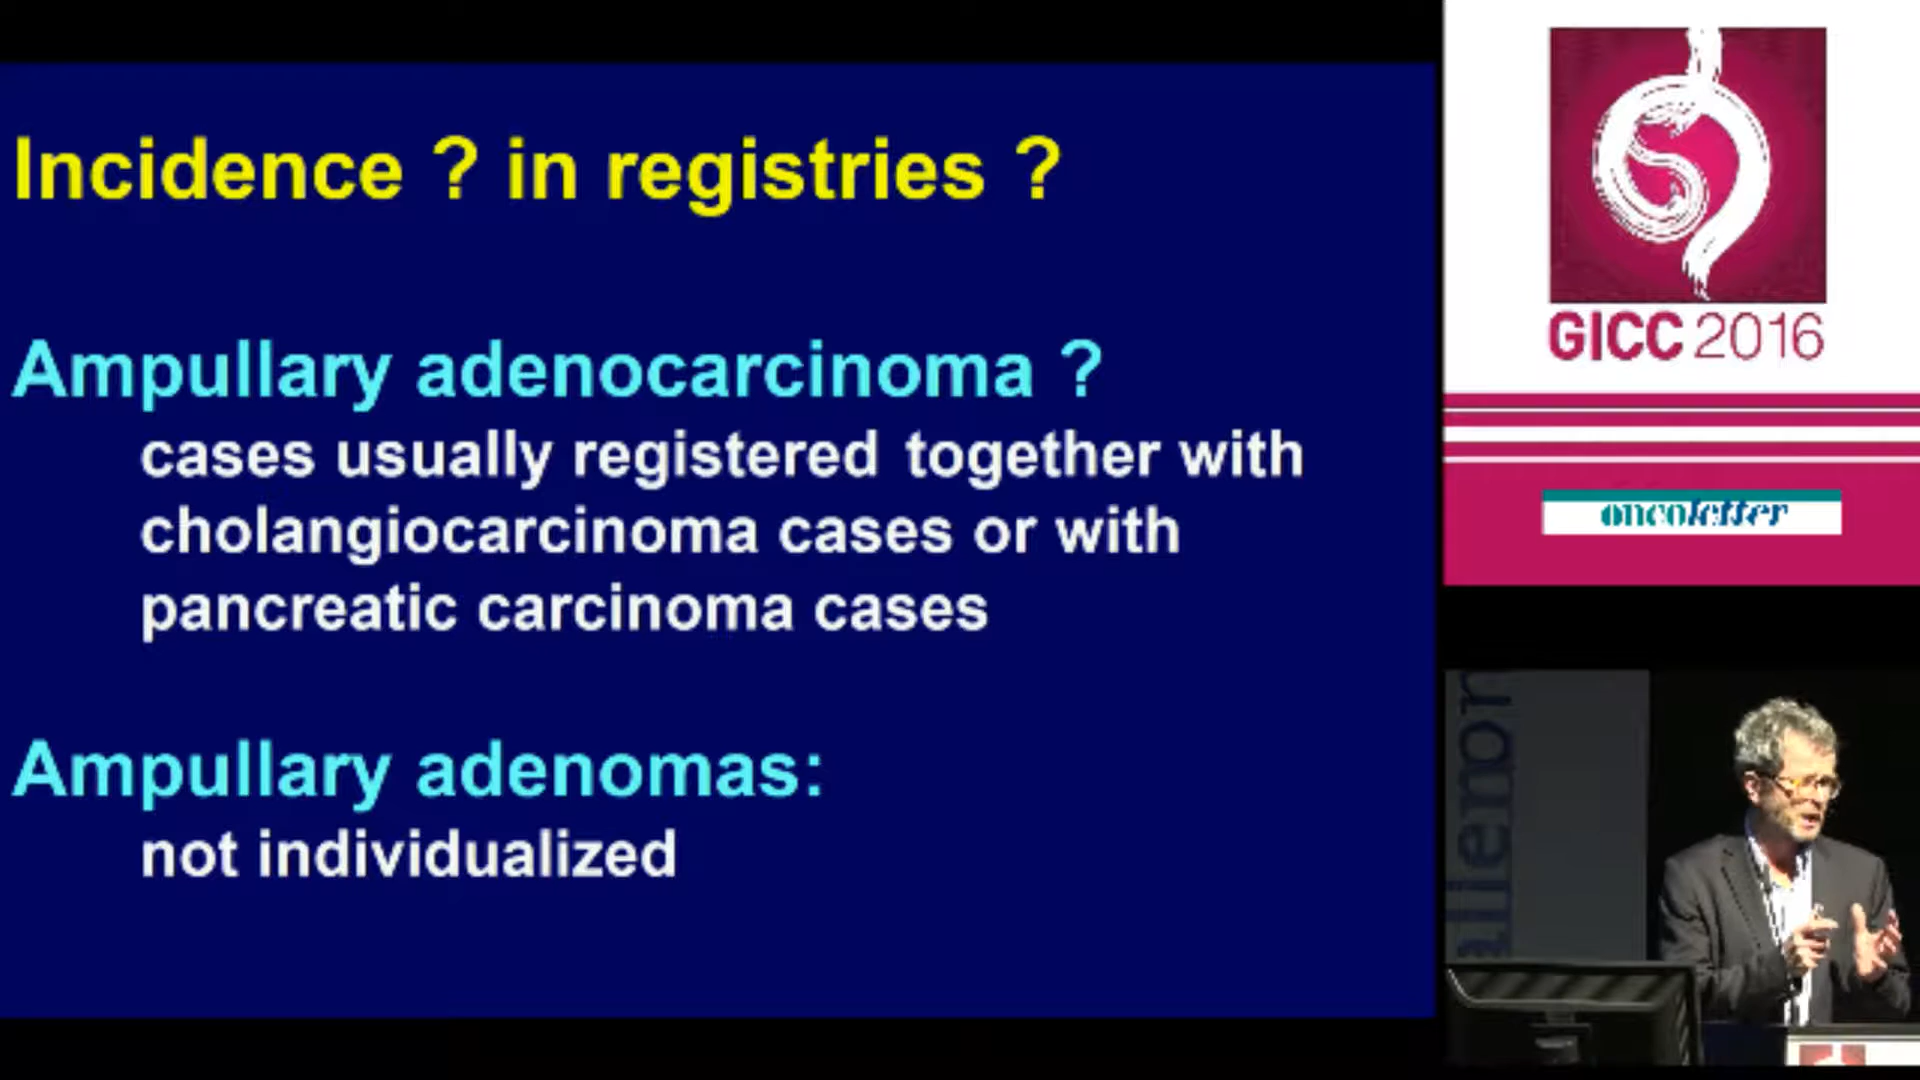 Incidence ? in registries ?
Ampullary adenocarcinoma ?
cases usually registered together with
cholangiocarcinoma cases or with
pancreatic carcinoma cases
Ampullary adenomas:
not individualized
GICC 2016
oncoletter